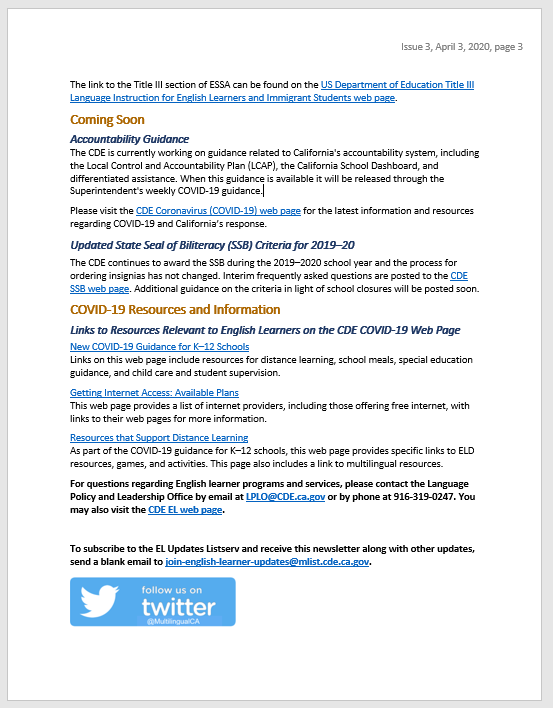 Issue 3, April 3, 2020, page 3
The link to the Title III section of ESSA can be found on the US Department of Education Title III
Language Instruction for English Learners and Immigrant Students web page.
Coming Soon
Accountability Guidance
The CDE is currently working on guidance related to California's accountability system, including
the Local Control and Accountability Plan (LCAP), the California School Dashboard, and
differentiated assistance. When this guidance is available it will be released through the
Superintendent's weekly COVID-19 guidance.
Please visit the CDE Coronavirus (COVID-19) web page for the latest information and resources
regarding COVID-19 and California’s response.
Updated State Seal of Biliteracy (SSB) Criteria for 2019–20
The CDE continues to award the SSB during the 2019–2020 school year and the process for
ordering insignias has not changed. Interim frequently asked questions are posted to the CDE
SSB web page. Additional guidance on the criteria in light of school closures will be posted soon.
COVID-19 Resources and Information
Links to Resources Relevant to English Learners on the CDE COVID-19 Web Page
New COVID-19 Guidance for K–12 Schools
Links on this web page include resources for distance learning, school meals, special education
guidance, and child care and student supervision.
Getting Internet Access: Available Plans
This web page provides a list of internet providers, including those offering free internet, with
links to their web pages for more information.
Resources that Support Distance Learning
As part of the COVID-19 guidance for K–12 schools, this web page provides specific links to ELD
resources, games, and activities. This page also includes a link to multilingual resources.
For questions regarding English learner programs and services, please contact the Language
Policy and Leadership Office by email at LPLO@CDE.ca.gov or by phone at 916-319-0247. You
may also visit the CDE EL web page.
To subscribe to the EL Updates Listserv and receive this newsletter along with other updates,
send a blank email to join-english-learner-updates@mlist.cde.ca.gov.
follow us on
twitter
@MultilingualCA